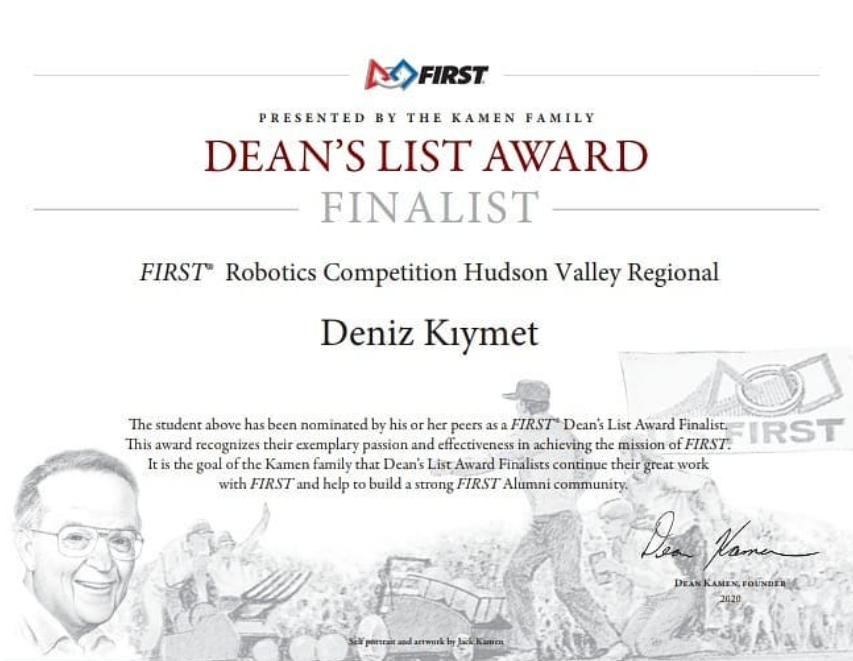 FIRST®
PRESENTED BY THE KAMEN FAMILY
DEAN'S LIST AWARD
FINALIST
FIRST® Robotics Competition Hudson Valley Regional
Deniz Kıymet
The student above has been nominated by his or her peers as a FIRST® Dean's List Award Finalist.
This award recognizes their exemplary passion and effectiveness in achieving the mission of FIRST.
It is the goal of the Kamen family that Dean's List Award Finalists continue their great work
with FIRST and help to build a strong FIRST Alumni community.
FIRST
Dean Kamen
DEAN KAMEN, FOUNDER
2020
Self portrait and artwork by Jack Kamen